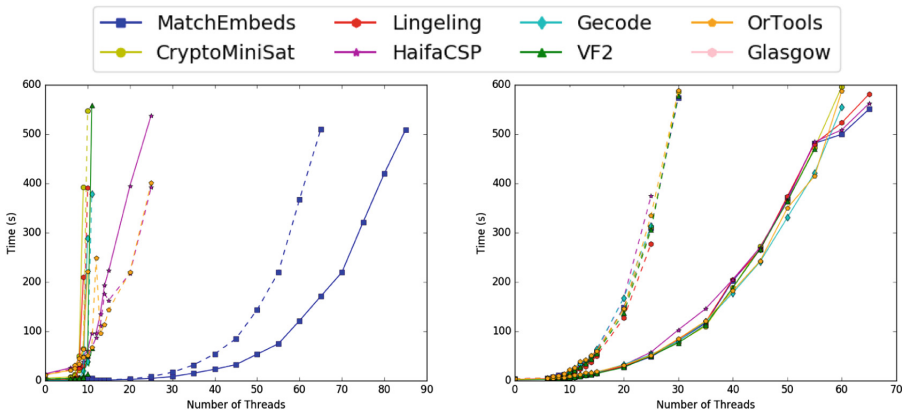 MatchEmbeds Lingeling Gecode OrTools
CryptoMiniSat HaifaCSP VF2 Glasgow
600
500
400
300
200
100
0
Time (s)
0 10 20 30 40 50 60 70 80 90
Number of Threads
600
500
400
300
200
100
0
Time (s)
0 10 20 30 40 50 60 70
Number of Threads